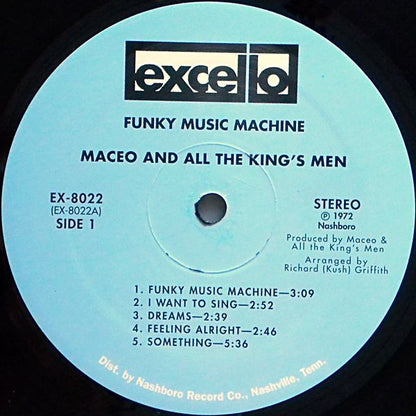 excello
FUNKY MUSIC MACHINE
MACEO AND ALL THE KING'S MEN
EX-8022
(EX-8022A)
SIDE 1
STEREO
℗ 1972
Nashboro
Produced by Maceo &
All the King's Men
Arranged by
Richard (Kush) Griffith
1. FUNKY MUSIC MACHINE—3:09
2. I WANT TO SING—2:52
3. DREAMS—2:39
4. FEELING ALRIGHT—2:46
5. SOMETHING—5:36
Dist. by Nashboro Record Co., Nashville, Tenn.